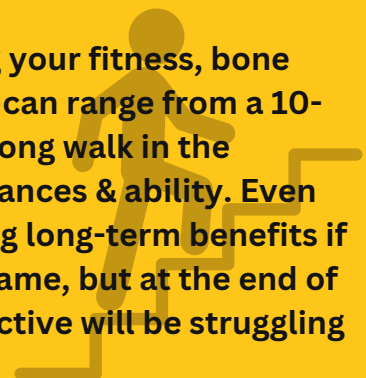 your fitness, bone
can range from a 10-
ong walk in the
ances & ability. Even
g long-term benefits if
ame, but at the end of
ctive will be struggling